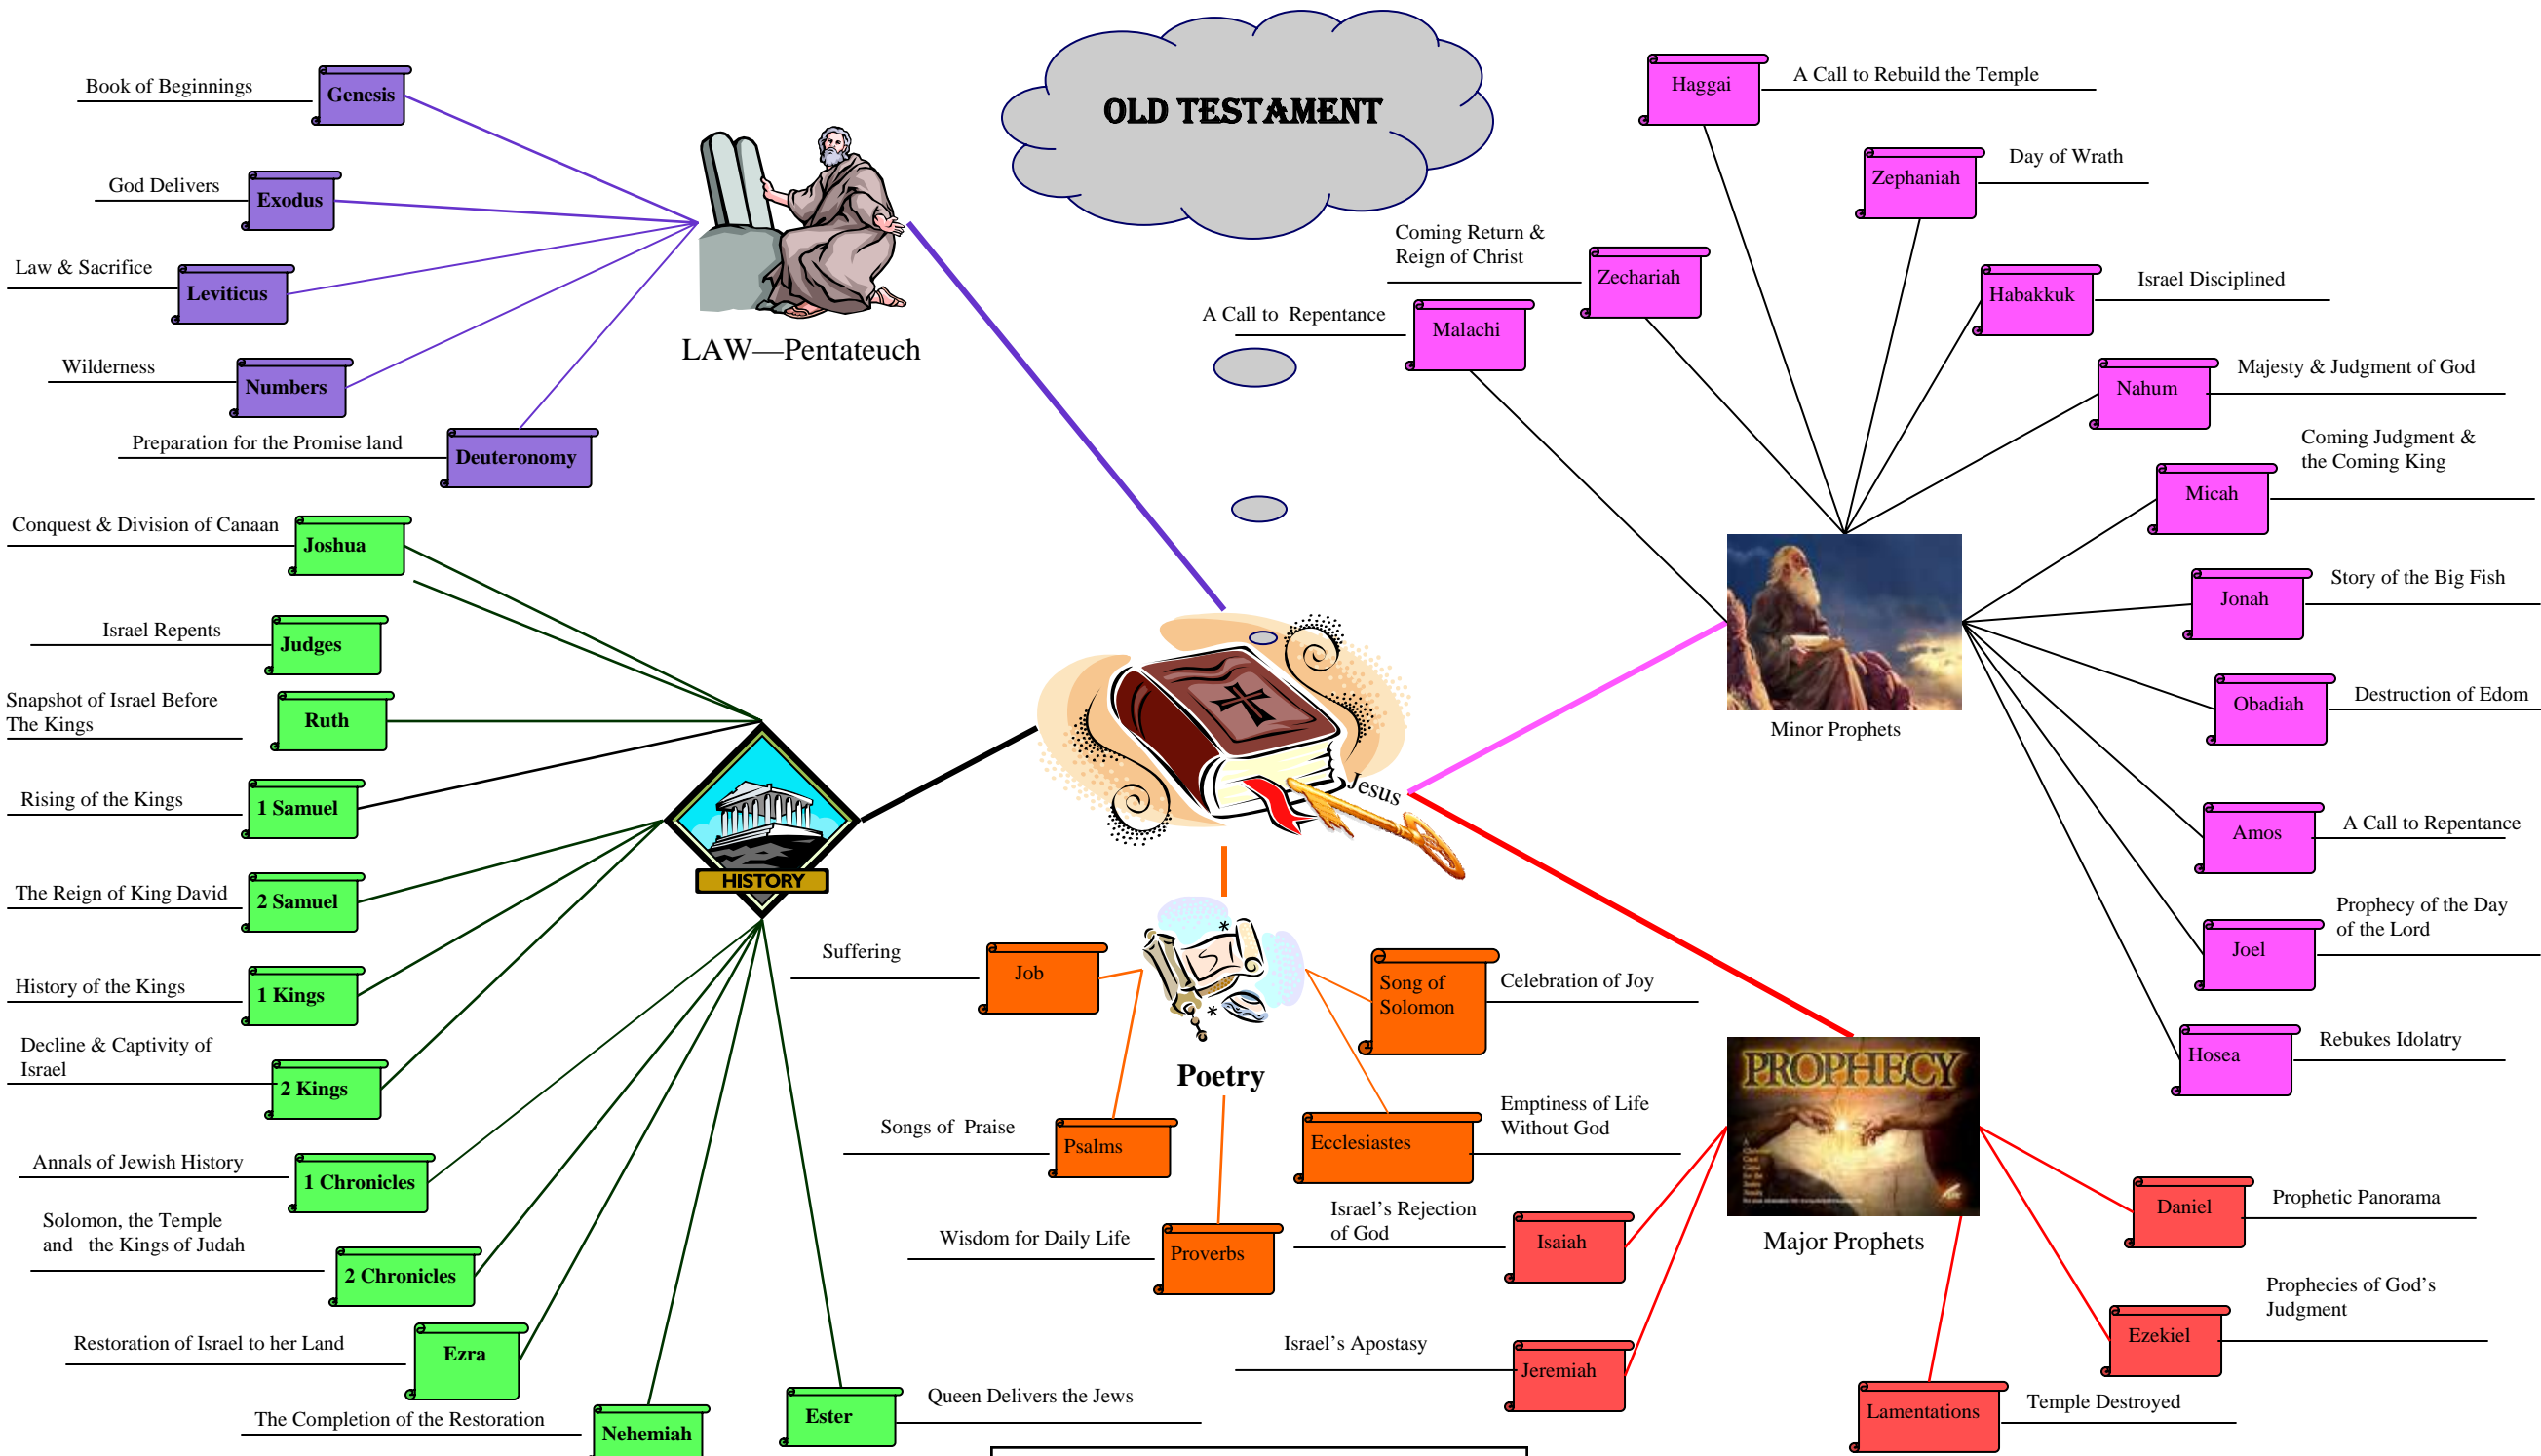 OLD TESTAMENT
Book of Beginnings
Genesis
God Delivers
Exodus
Law & Sacrifice
Leviticus
Wilderness
Numbers
Preparation for the Promise land
Deuteronomy
LAW—Pentateuch
Conquest & Division of Canaan
Joshua
Israel Repents
Judges
Snapshot of Israel Before
The Kings
Ruth
Rising of the Kings
1 Samuel
The Reign of King David
2 Samuel
History of the Kings
1 Kings
Decline & Captivity of
Israel
2 Kings
Annals of Jewish History
1 Chronicles
Solomon, the Temple
and the Kings of Judah
2 Chronicles
Restoration of Israel to her Land
Ezra
The Completion of the Restoration
Nehemiah
Ester
Queen Delivers the Jews
HISTORY
Jesus
Suffering
Job
Songs of Praise
Psalms
Wisdom for Daily Life
Proverbs
Poetry
Song of
Solomon
Celebration of Joy
Ecclesiastes
Emptiness of Life
Without God
Haggai
A Call to Rebuild the Temple
Zephaniah
Day of Wrath
Coming Return &
Reign of Christ
Zechariah
A Call to Repentance
Malachi
Habakkuk
Israel Disciplined
Nahum
Majesty & Judgment of God
Micah
Coming Judgment &
the Coming King
Jonah
Story of the Big Fish
Obadiah
Destruction of Edom
Amos
A Call to Repentance
Joel
Prophecy of the Day
of the Lord
Hosea
Rebukes Idolatry
Minor Prophets
PROPHECY
Major Prophets
Israel's Rejection
of God
Isaiah
Israel's Apostasy
Jeremiah
Lamentations
Temple Destroyed
Daniel
Prophetic Panorama
Ezekiel
Prophecies of God's
Judgment